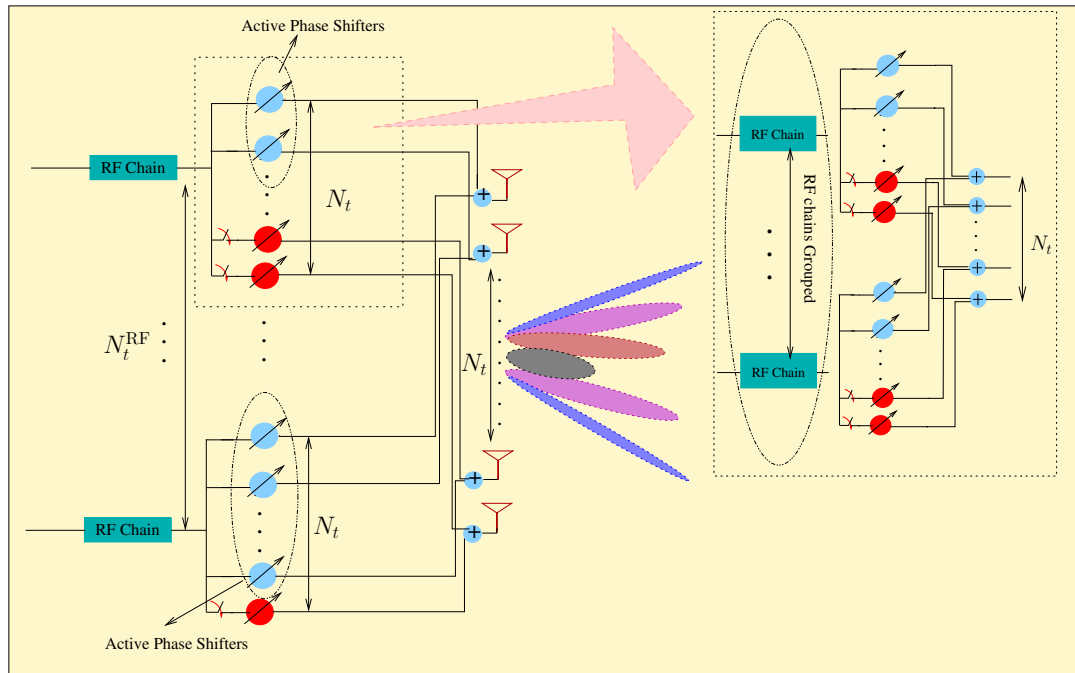 Active Phase Shifters
RF Chain
N_t
+
+
N_t^RF
N_t
RF Chain
N_t
+
+
Active Phase Shifters
RF Chain
RF chains Grouped
RF Chain
+
+
+
+
N_t